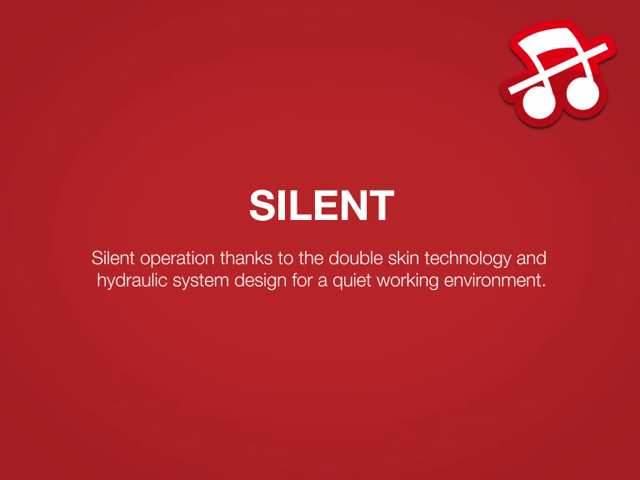 SILENT
Silent operation thanks to the double skin technology and
hydraulic system design for a quiet working environment.